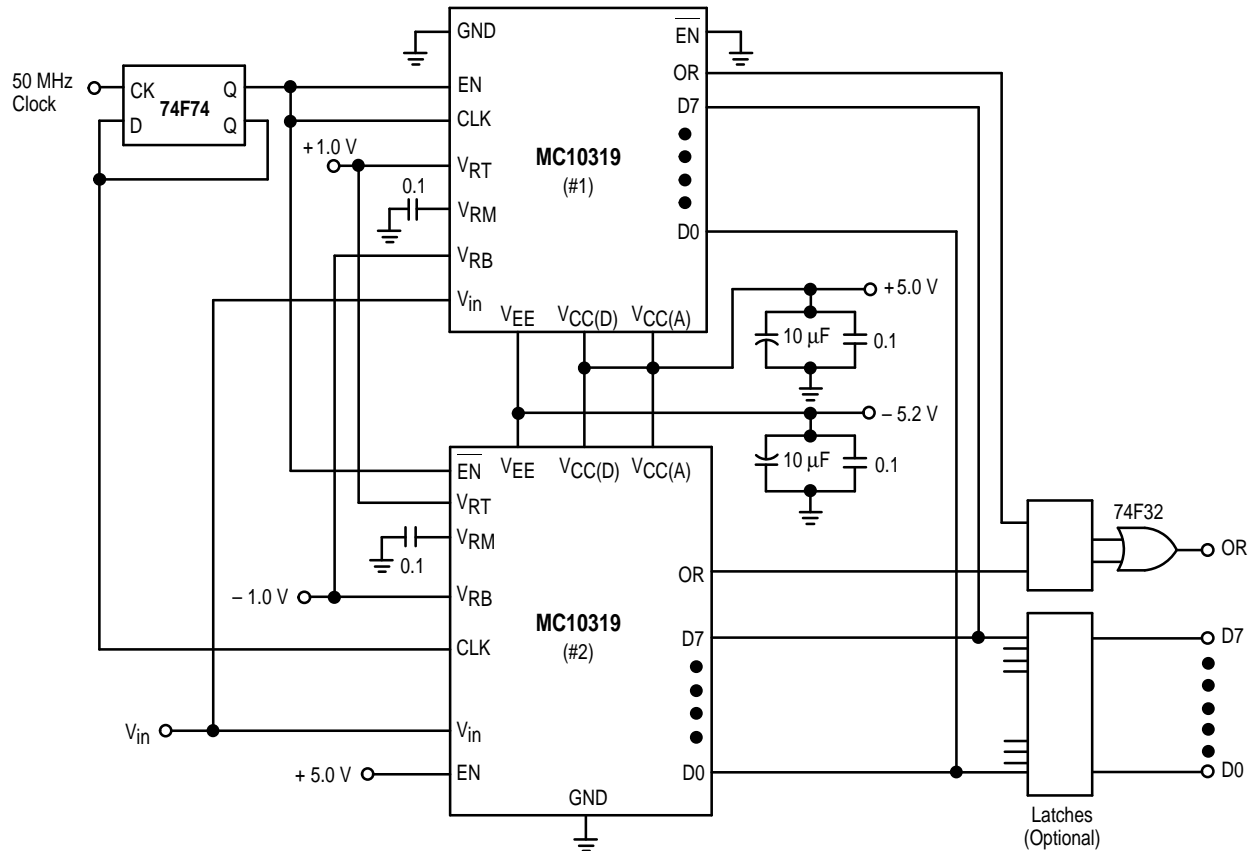 50 MHz
Clock
CK
Q
74F74
D
Q
GND
EN
CLK
+1.0 V
VRT
0.1
VRM
VRB
Vin
MC10319
(#1)
EN
OR
D7
D0
VEE
VCC(D)
VCC(A)
+5.0 V
10 μF
0.1
– 5.2 V
10 μF
0.1
EN
VEE
VCC(D)
VCC(A)
VRT
VRM
0.1
– 1.0 V
VRB
MC10319
(#2)
CLK
Vin
Vin
+ 5.0 V
EN
GND
OR
D7
D0
74F32
OR
D7
D0
Latches
(Optional)